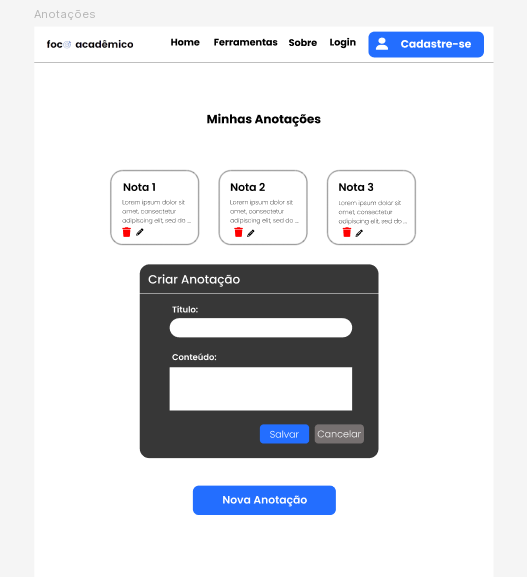 Anotações
foco acadêmico
Home Ferramentas Sobre Login Cadastre-se
Minhas Anotações
Nota 1
Lorem ipsum dolor sit
amet, consectetur
adipiscing elit, sed do ...
Nota 2
Lorem ipsum dolor sit
amet, consectetur
adipiscing elit, sed do ...
Nota 3
Lorem ipsum dolor sit
amet, consectetur
adipiscing elit, sed do ...
Criar Anotação
Título:
Conteúdo:
Salvar Cancelar
Nova Anotação